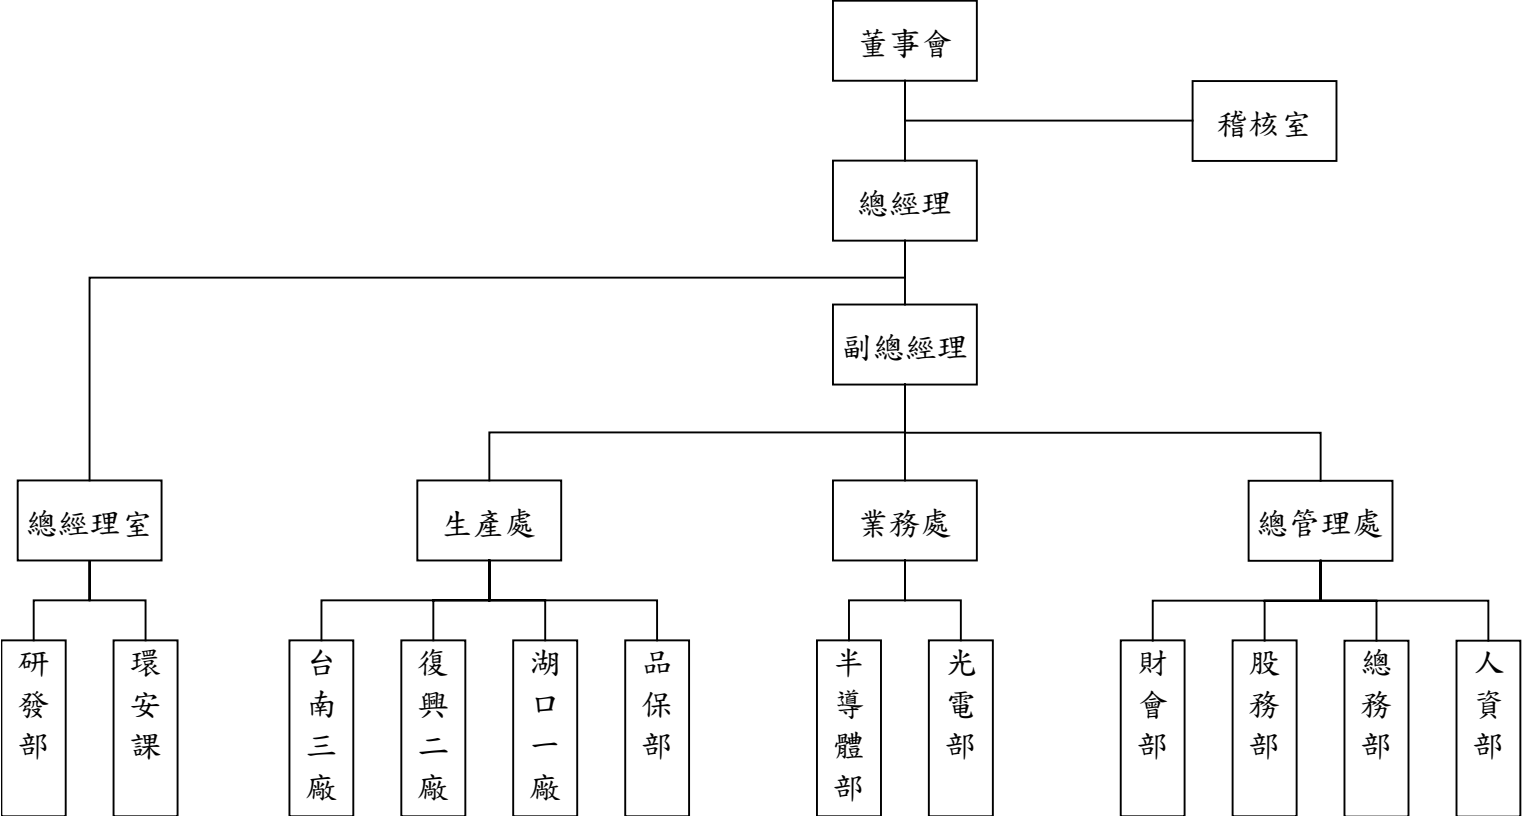 董事會
稽核室
總經理
副總經理
總經理室
生產處
業務處
總管理處
研發部
環安課
台南三廠
復興二廠
湖口一廠
品保部
半導體部
光電部
財會部
股務部
總務部
人資部